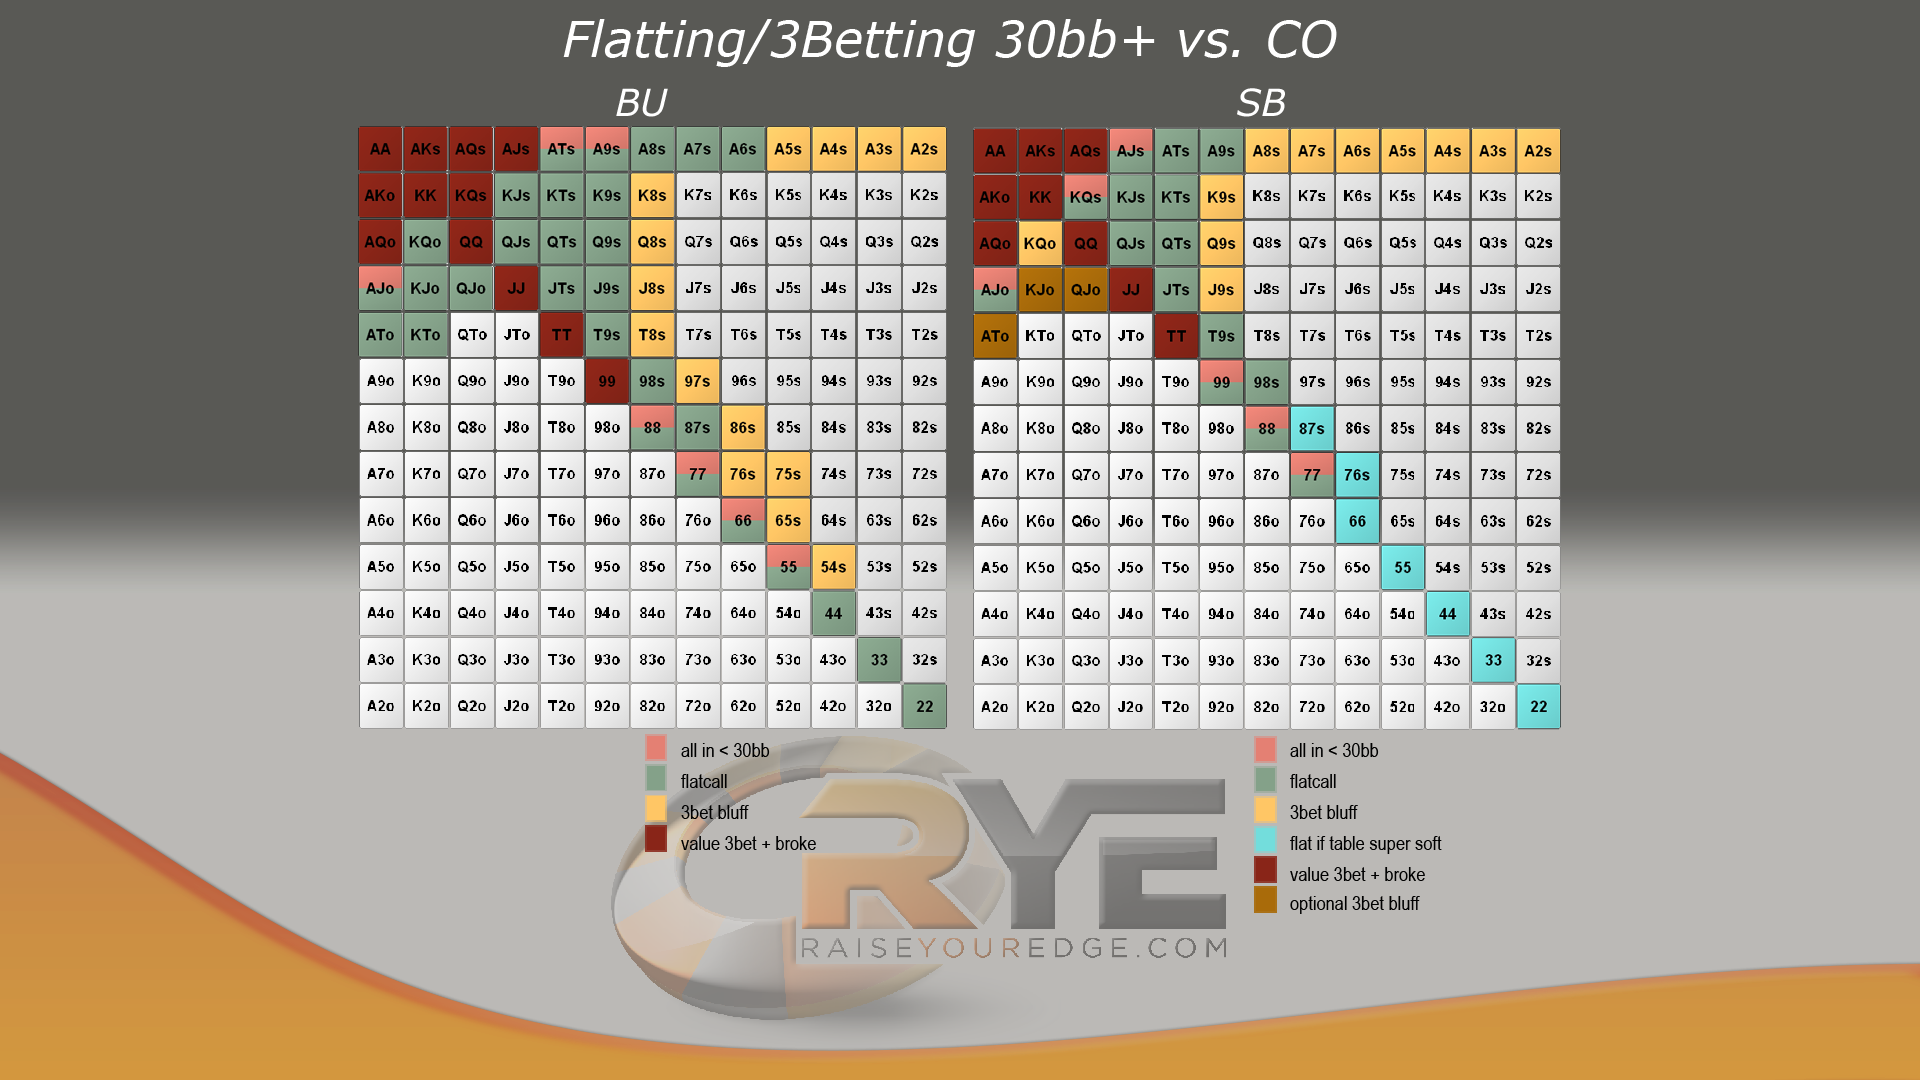 Flatting/3Betting 30bb+ vs. CO
BU
AA AKs AQs AJs ATs A9s A8s A7s A6s A5s A4s A3s A2s
AKo KK KQs KJs KTs K9s K8s K7s K6s K5s K4s K3s K2s
AQo KQo QQ QJs QTs Q9s Q8s Q7s Q6s Q5s Q4s Q3s Q2s
AJo KJo QJo JJ JTs J9s J8s J7s J6s J5s J4s J3s J2s
ATo KTo QTo JTo TT T9s T8s T7s T6s T5s T4s T3s T2s
A9o K9o Q9o J9o T9o 99 98s 97s 96s 95s 94s 93s 92s
A8o K8o Q8o J8o T8o 98o 88 87s 86s 85s 84s 83s 82s
A7o K7o Q7o J7o T7o 97o 87o 77 76s 75s 74s 73s 72s
A6o K6o Q6o J6o T6o 96o 86o 76o 66 65s 64s 63s 62s
A5o K5o Q5o J5o T5o 95o 85o 75o 65o 55 54s 53s 52s
A4o K4o Q4o J4o T4o 94o 84o 74o 64o 54o 44 43s 42s
A3o K3o Q3o J3o T3o 93o 83o 73o 63o 53o 43o 33 32s
A2o K2o Q2o J2o T2o 92o 82o 72o 62o 52o 42o 32o 22
all in < 30bb
flatcall
3bet bluff
value 3bet + broke
SB
AA AKs AQs AJs ATs A9s A8s A7s A6s A5s A4s A3s A2s
AKo KK KQs KJs KTs K9s K8s K7s K6s K5s K4s K3s K2s
AQo KQo QQ QJs QTs Q9s Q8s Q7s Q6s Q5s Q4s Q3s Q2s
AJo KJo QJo JJ JTs J9s J8s J7s J6s J5s J4s J3s J2s
ATo KTo QTo JTo TT T9s T8s T7s T6s T5s T4s T3s T2s
A9o K9o Q9o J9o T9o 99 98s 97s 96s 95s 94s 93s 92s
A8o K8o Q8o J8o T8o 98o 88 87s 86s 85s 84s 83s 82s
A7o K7o Q7o J7o T7o 97o 87o 77 76s 75s 74s 73s 72s
A6o K6o Q6o J6o T6o 96o 86o 76o 66 65s 64s 63s 62s
A5o K5o Q5o J5o T5o 95o 85o 75o 65o 55 54s 53s 52s
A4o K4o Q4o J4o T4o 94o 84o 74o 64o 54o 44 43s 42s
A3o K3o Q3o J3o T3o 93o 83o 73o 63o 53o 43o 33 32s
A2o K2o Q2o J2o T2o 92o 82o 72o 62o 52o 42o 32o 22
all in < 30bb
flatcall
3bet bluff
flat if table super soft
value 3bet + broke
optional 3bet bluff
RYE
RAISEYOUREDGE.COM